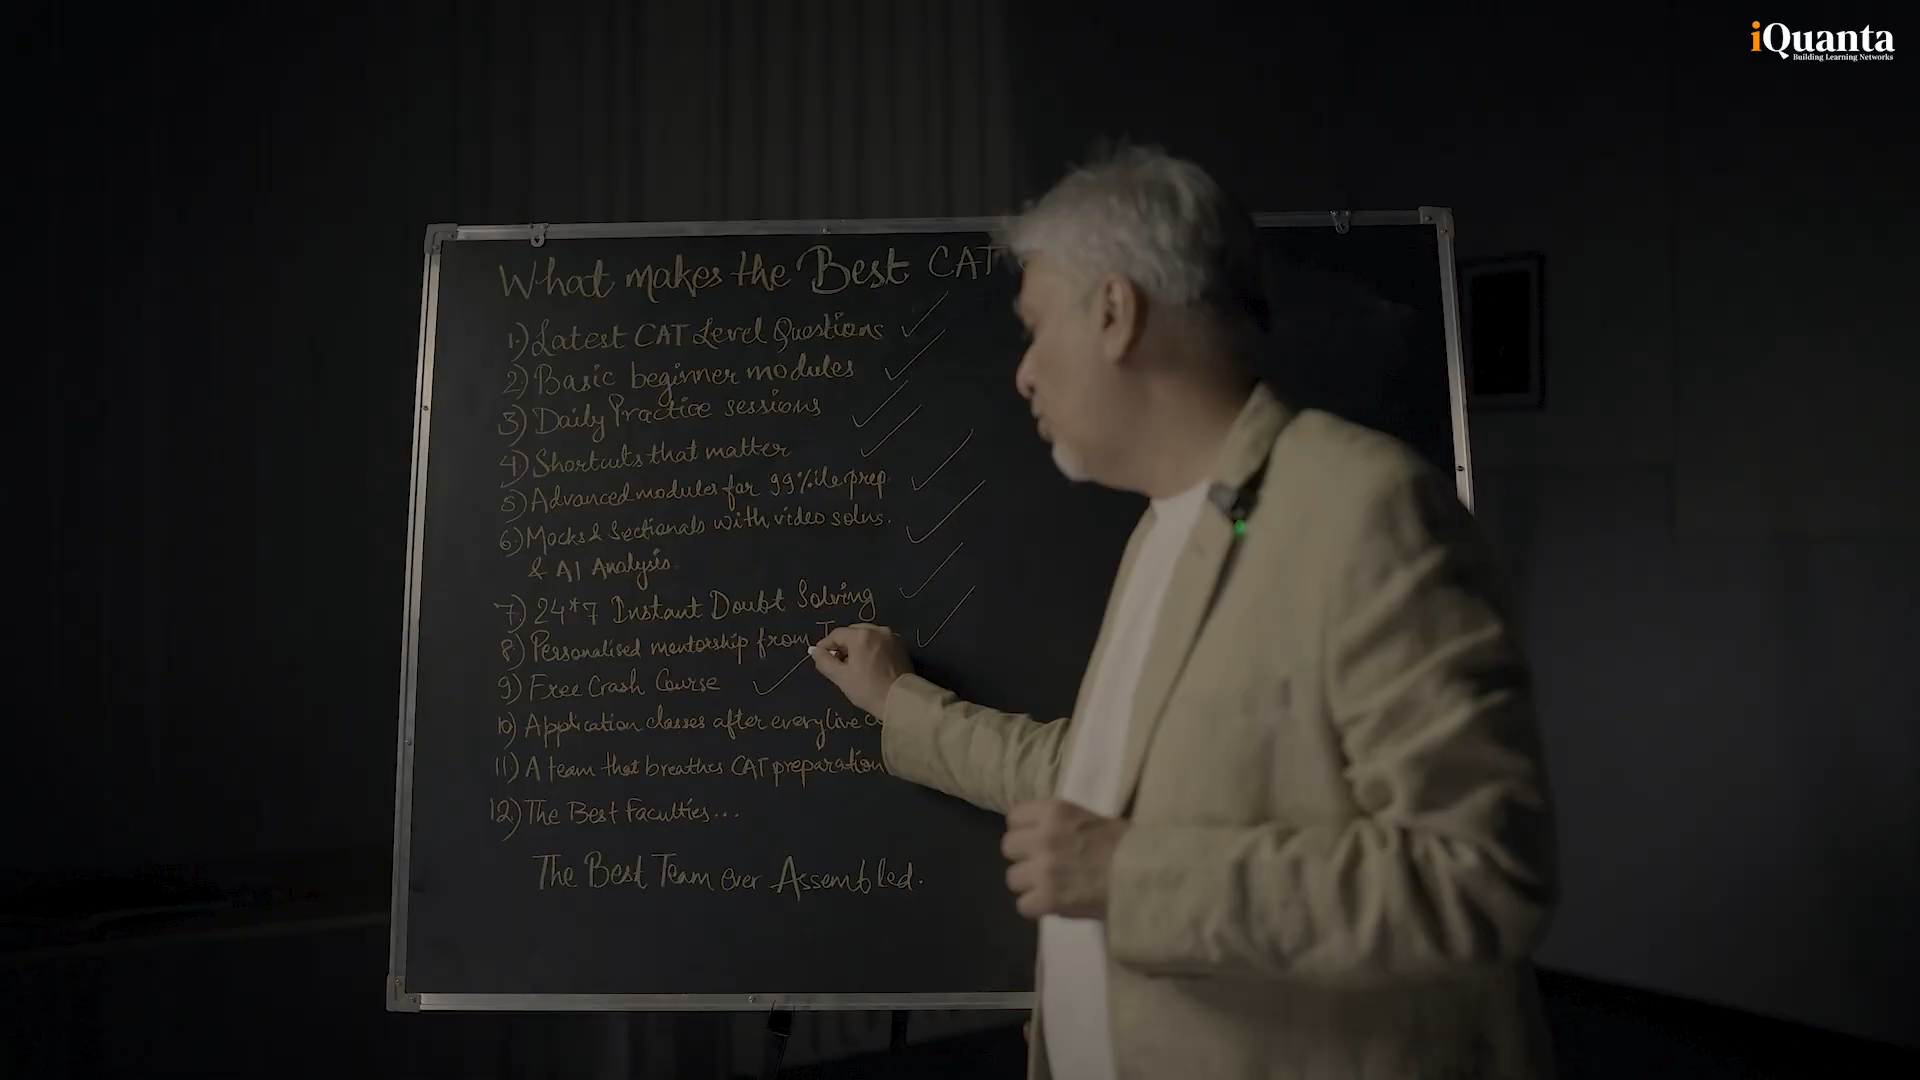 iQuanta
Building Learning Networks
What makes the Best CAT
1) Latest CAT Level Questions
2) Basic beginner modules
3) Daily Practice sessions
4) Shortcuts that matter
5) Advanced modules for 99%ile prep.
6) Mocks & Sectionals with video solns.
& AI Analysis.
7) 24*7 Instant Doubt Solving
8) Personalised mentorship from
9) Free Crash Course
10) Application classes after every live
11) A team that breathes CAT preparation
12) The Best Faculties...
The Best Team ever Assembled.